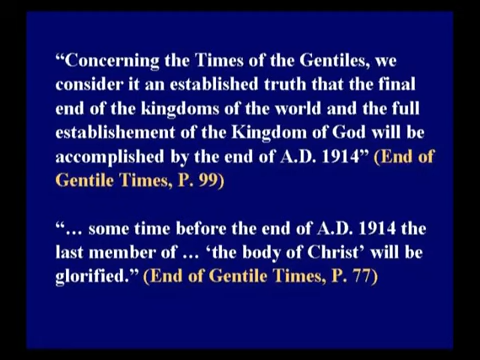 “Concerning the Times of the Gentiles, we
consider it an established truth that the final
end of the kingdoms of the world and the full
establishement of the Kingdom of God will be
accomplished by the end of A.D. 1914” (End of
Gentile Times, P. 99)
“... some time before the end of A.D. 1914 the
last member of ... ‘the body of Christ’ will be
glorified.” (End of Gentile Times, P. 77)